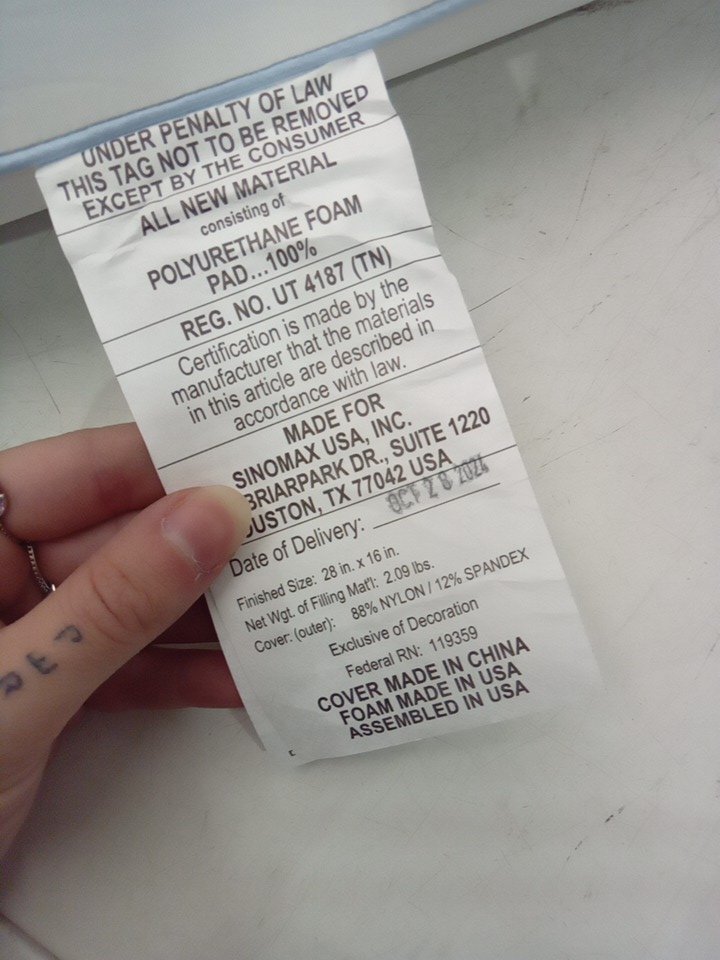 UNDER PENALTY OF LAW
THIS TAG NOT TO BE REMOVED
EXCEPT BY THE CONSUMER
ALL NEW MATERIAL
consisting of
POLYURETHANE FOAM
PAD...100%
REG. NO. UT 4187 (TN)
Certification is made by the
manufacturer that the materials
in this article are described in
accordance with law.
MADE FOR
SINOMAX USA, INC.
BRIARPARK DR., SUITE 1220
OUSTON, TX 77042 USA
Date of Delivery: OCT 28 2024
Finished Size: 28 in. x 16 in.
Net Wgt. of Filling Mat'l: 2.09 lbs.
Cover: (outer): 88% NYLON / 12% SPANDEX
Exclusive of Decoration
Federal RN: 119359
COVER MADE IN CHINA
FOAM MADE IN USA
ASSEMBLED IN USA
E